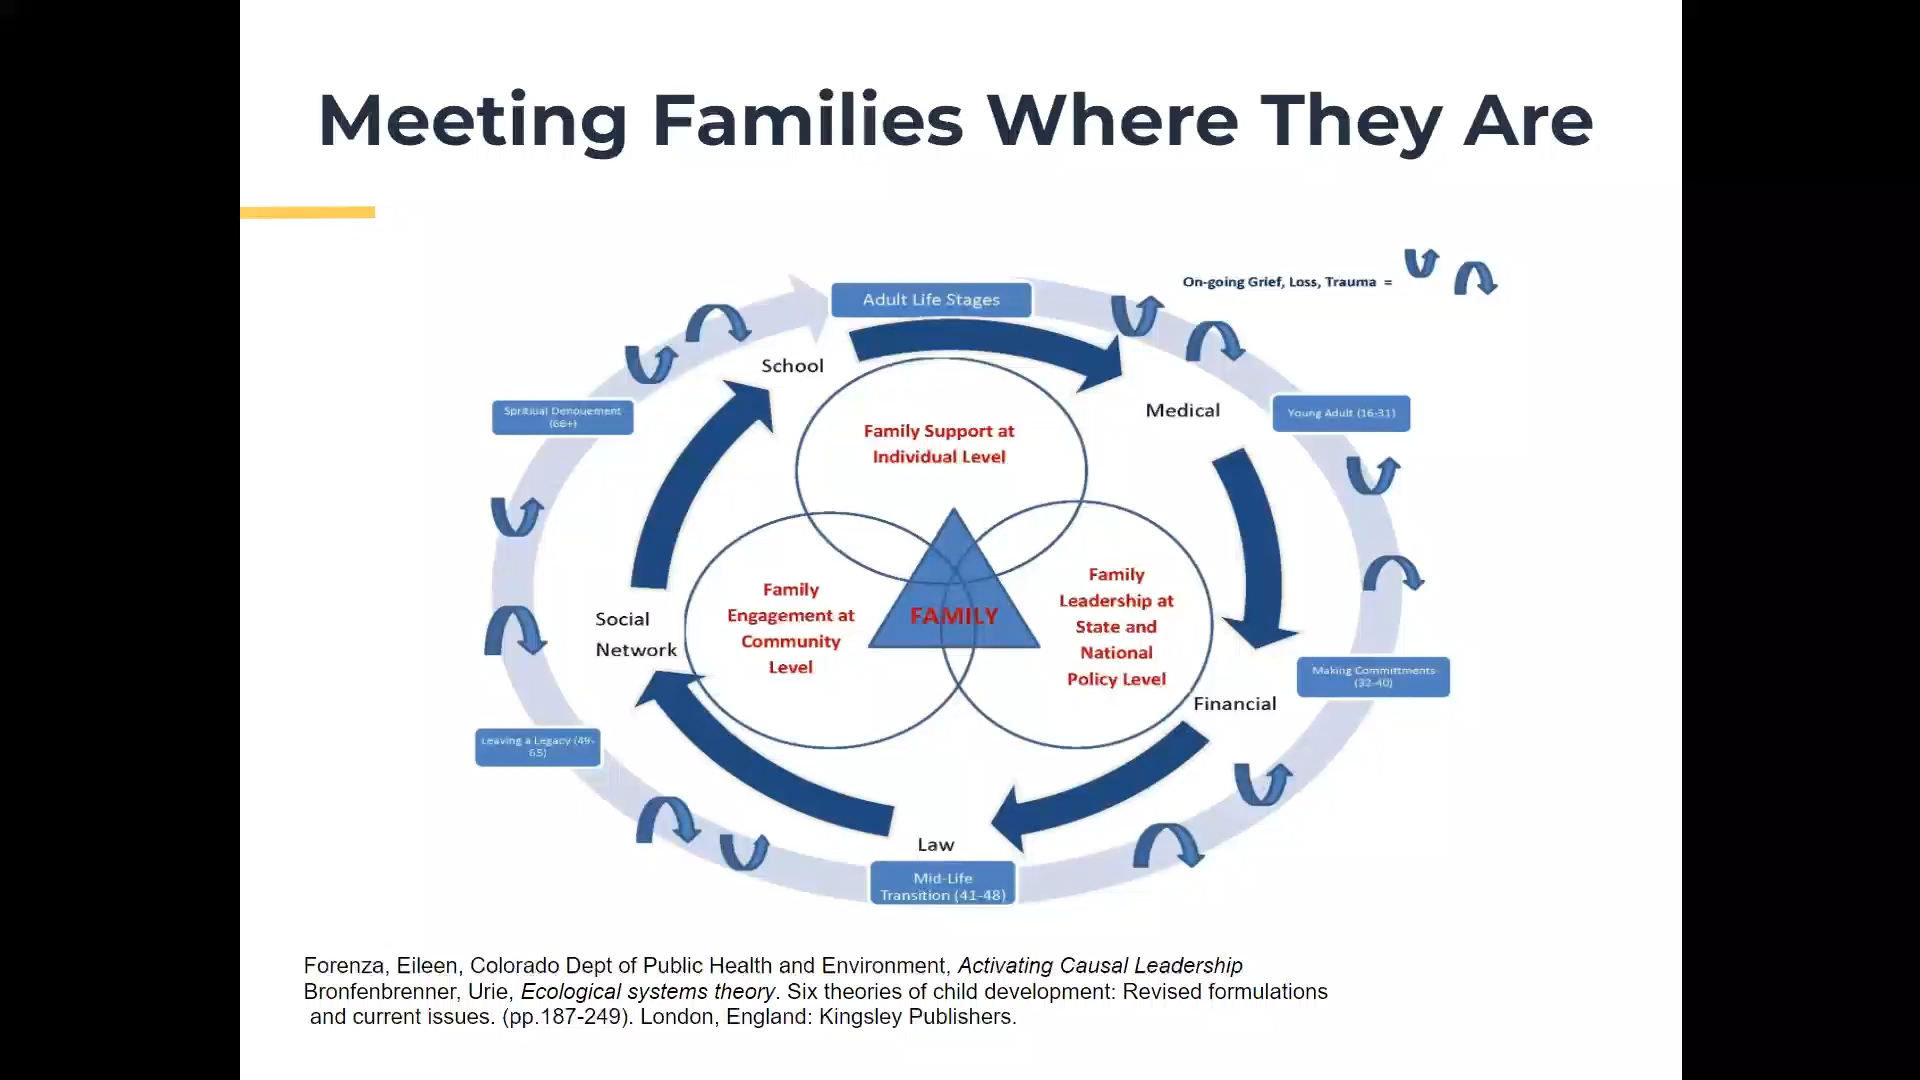 Meeting Families Where They Are
On-going Grief, Loss, Trauma =
Adult Life Stages
School
Medical
Spritiual Denouement
(66+)
Young Adult (16-31)
Family Support at
Individual Level
Family
Engagement at
Community
Level
FAMILY
Family
Leadership at
State and
National
Policy Level
Social
Network
Making Committments
(32-40)
Financial
Leaving a Legacy (49-
65)
Law
Mid-Life
Transition (41-48)
Forenza, Eileen, Colorado Dept of Public Health and Environment, Activating Causal Leadership
Bronfenbrenner, Urie, Ecological systems theory. Six theories of child development: Revised formulations
and current issues. (pp.187-249). London, England: Kingsley Publishers.